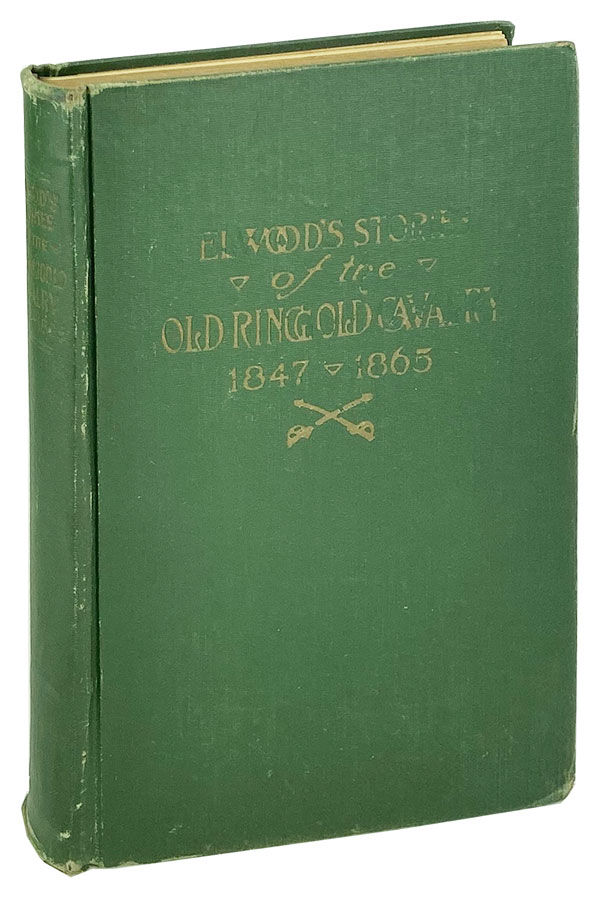 ELWOOD'S STORIES
of the
OLD RINGGOLD CAVALRY
1847 1865